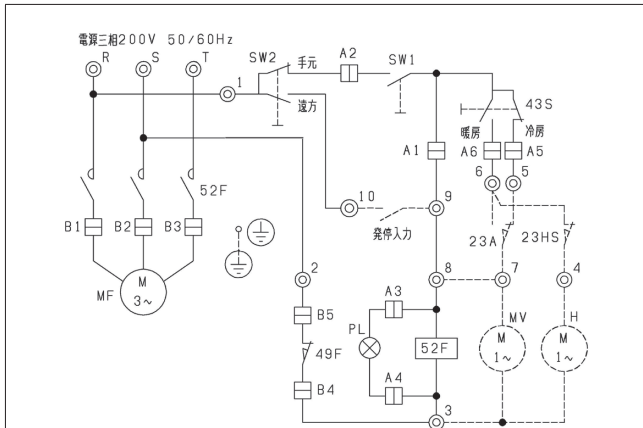 電源三相200V 50/60Hz
R S T
SW2 手元 A2 SW1
1
遠方
43S
暖房 冷房
A1 A6 A5
6 5
52F
10 9
発停入力
B1 B2 B3
23A 23HS
MF M 3~
2 8 7 4
B5 A3
PL 49F 52F
MV H
M 1~ M 1~
B4 A4
3